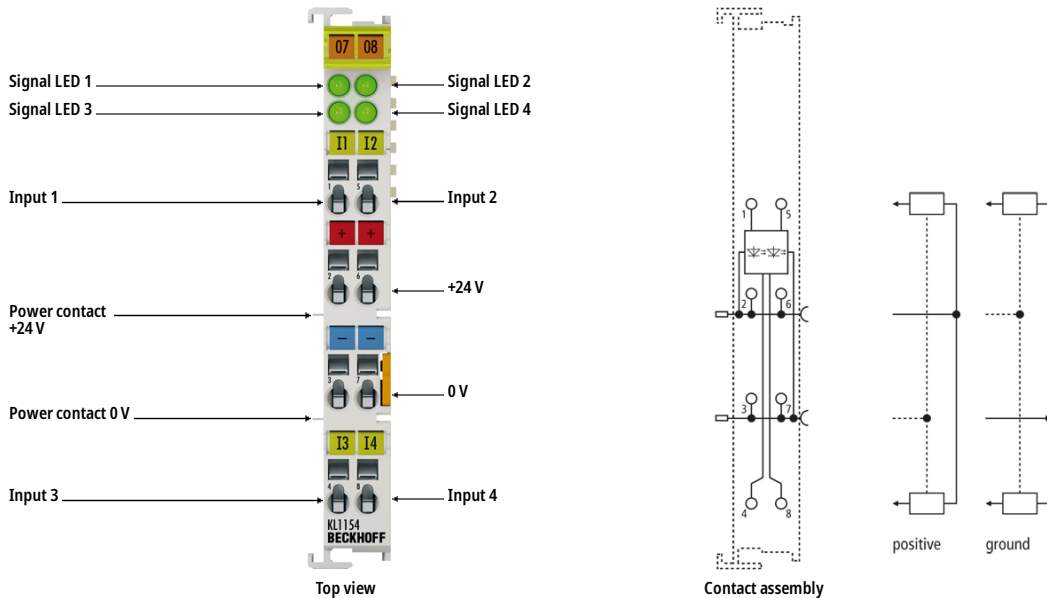 07 08
Signal LED 1
Signal LED 2
Signal LED 3
Signal LED 4
I1 I2
1 5
Input 1
Input 2
+ +
2 6
+24 V
Power contact
+24 V
− −
3 7
0 V
Power contact 0 V
I3 I4
4 8
Input 3
Input 4
KL1154
BECKHOFF
Top view
1 5
2 6
3 7
4 8
Contact assembly
positive
ground